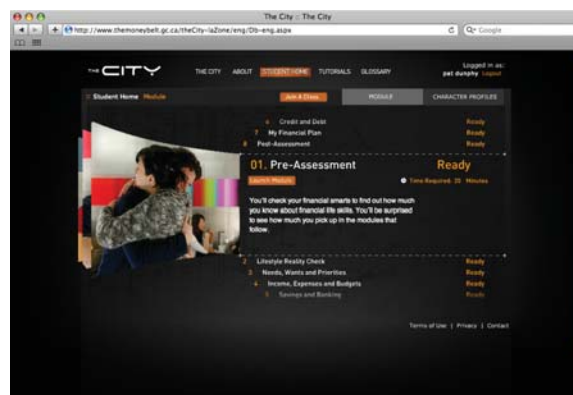 The City :: The City
http://www.themoneybelt.gc.ca/theCity-laZone/eng/Db-eng.aspx
Google
THE CITY
THE CITY ABOUT STUDENT HOME TUTORIALS GLOSSARY
Logged in as:
pat dunphy Logout
:: Student Home Module
Join A Class
MODULE
CHARACTER PROFILES
6 Credit and Debt Ready
7 My Financial Plan Ready
8 Post-Assessment Ready
01. Pre-Assessment Ready
Launch Module
Time Required: 20 Minutes
You'll check your financial smarts to find out how much
you know about financial life skills. You'll be surprised
to see how much you pick up in the modules that
follow.
2 Lifestyle Reality Check Ready
3 Needs, Wants and Priorities Ready
4 Income, Expenses and Budgets Ready
5 Savings and Banking Ready
Terms of Use | Privacy | Contact